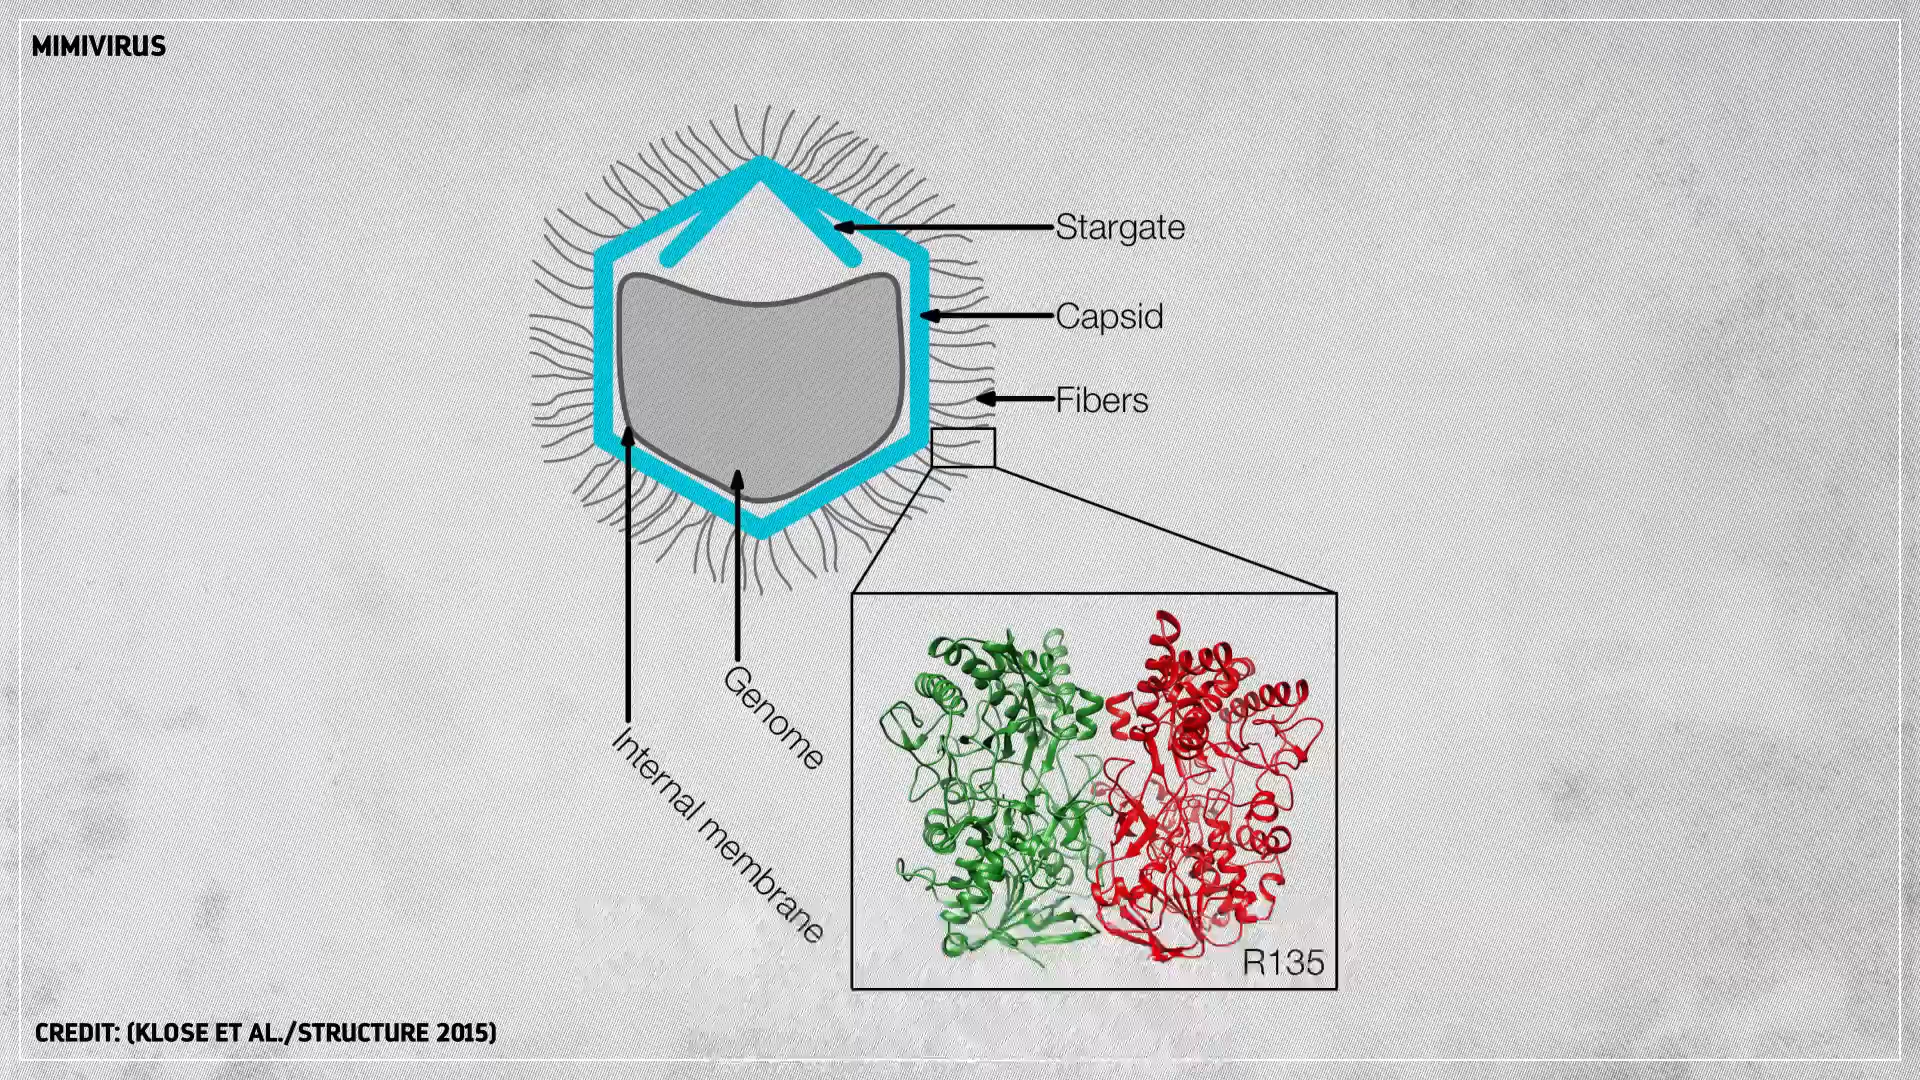 MIMIVIRUS
Stargate
Capsid
Fibers
Genome
Internal membrane
R135
CREDIT: (KLOSE ET AL./STRUCTURE 2015)